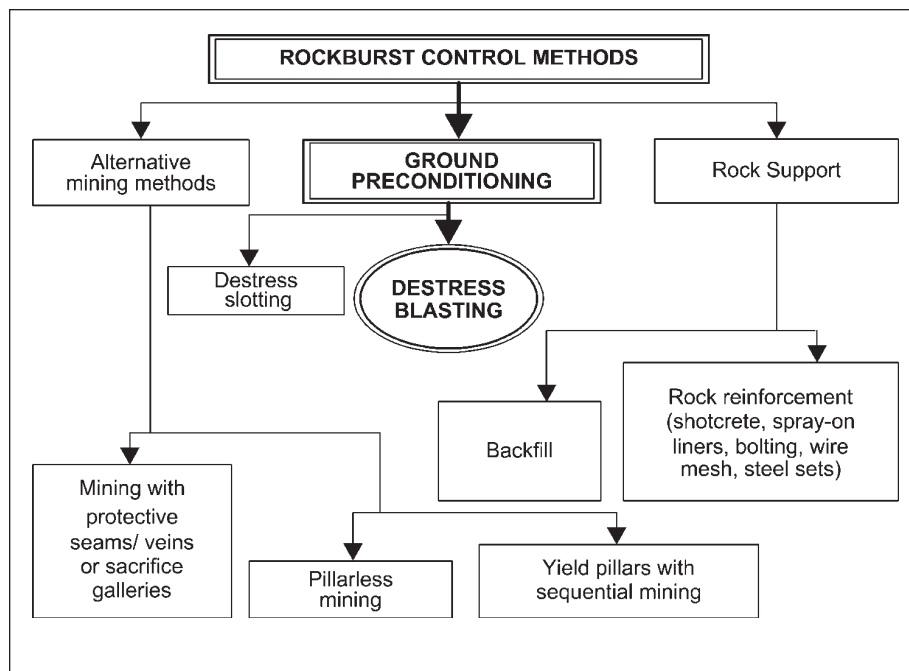 ROCKBURST CONTROL METHODS
Alternative
mining methods
GROUND
PRECONDITIONING
Rock Support
Destress
slotting
DESTRESS
BLASTING
Backfill
Rock reinforcement
(shotcrete, spray-on
liners, bolting, wire
mesh, steel sets)
Mining with
protective
seams/ veins
or sacrifice
galleries
Pillarless
mining
Yield pillars with
sequential mining